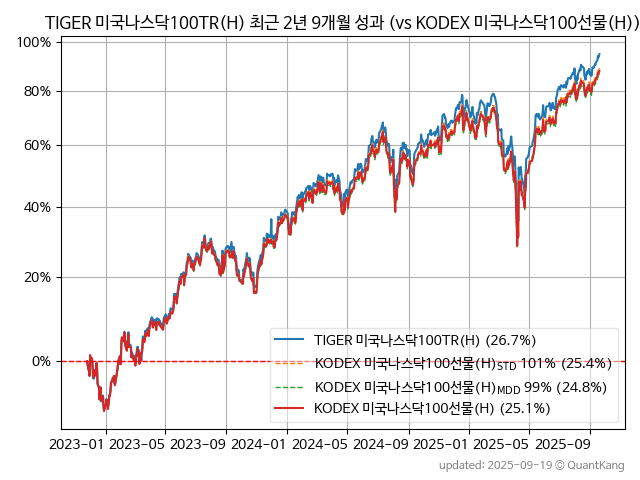 TIGER 미국나스닥100TR(H) 최근 2년 9개월 성과 (vs KODEX 미국나스닥100선물(H))
100%
80%
60%
40%
20%
0%
TIGER 미국나스닥100TR(H) (26.7%)
KODEX 미국나스닥100선물(H)STD 101% (25.4%)
KODEX 미국나스닥100선물(H)MDD 99% (24.8%)
KODEX 미국나스닥100선물(H) (25.1%)
2023-01 2023-05 2023-09 2024-01 2024-05 2024-09 2025-01 2025-05 2025-09
updated: 2025-09-19 © QuantKang